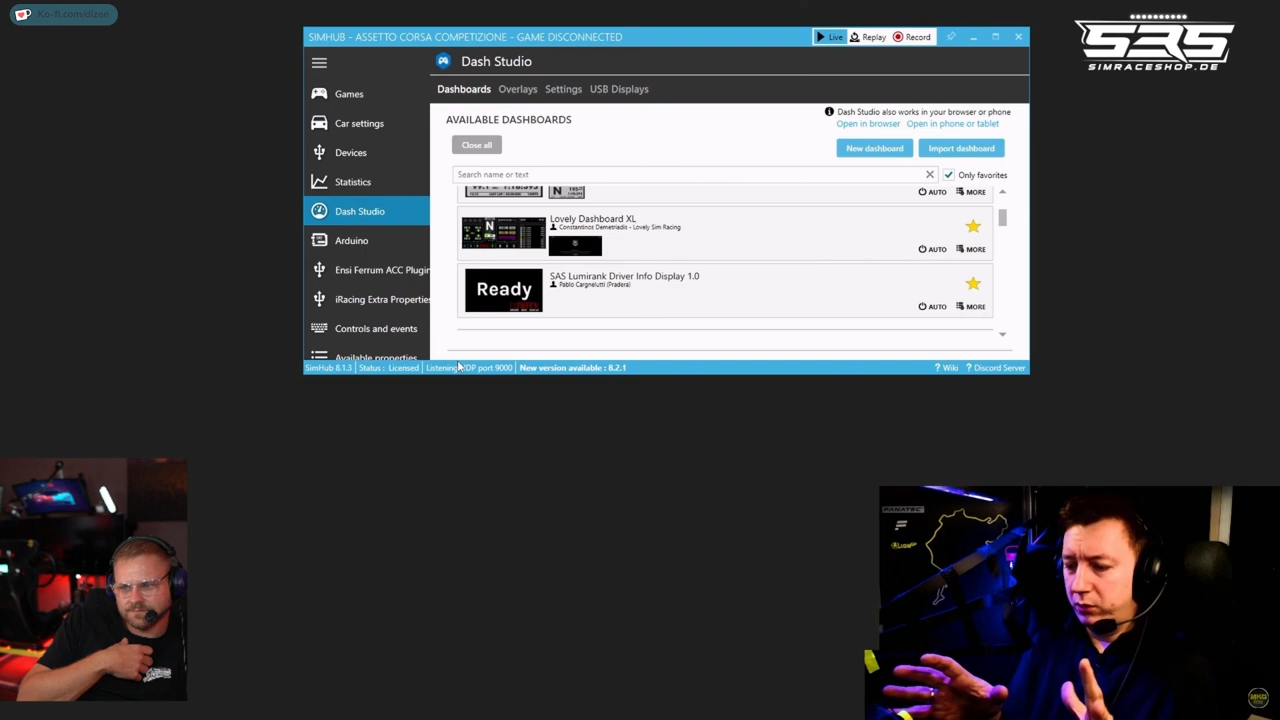 Ko-fi.com/dizee
SIMHUB - ASSETTO CORSA COMPETIZIONE - GAME DISCONNECTED
Live
Replay
Record
SRS
SIMRACESHOP.DE
Dash Studio
Games
Car settings
Devices
Statistics
Dash Studio
Arduino
Ensi Ferrum ACC Plugin
iRacing Extra Properties
Controls and events
Available properties
Dashboards
Overlays
Settings
USB Displays
Dash Studio also works in your browser or phone
Open in browser
Open in phone or tablet
AVAILABLE DASHBOARDS
Close all
New dashboard
Import dashboard
Search name or text
Only favorites
AUTO
MORE
Lovely Dashboard XL
Constantinos Demetriadis - Lovely Sim Racing
AUTO
MORE
Ready
SAS Lumirank Driver Info Display 1.0
Pablo Cargnelutti (Pradera)
AUTO
MORE
SimHub 8.1.3
Status : Licensed
Listening UDP port 9000
New version available : 8.2.1
? Wiki
? Discord Server
FANATEC